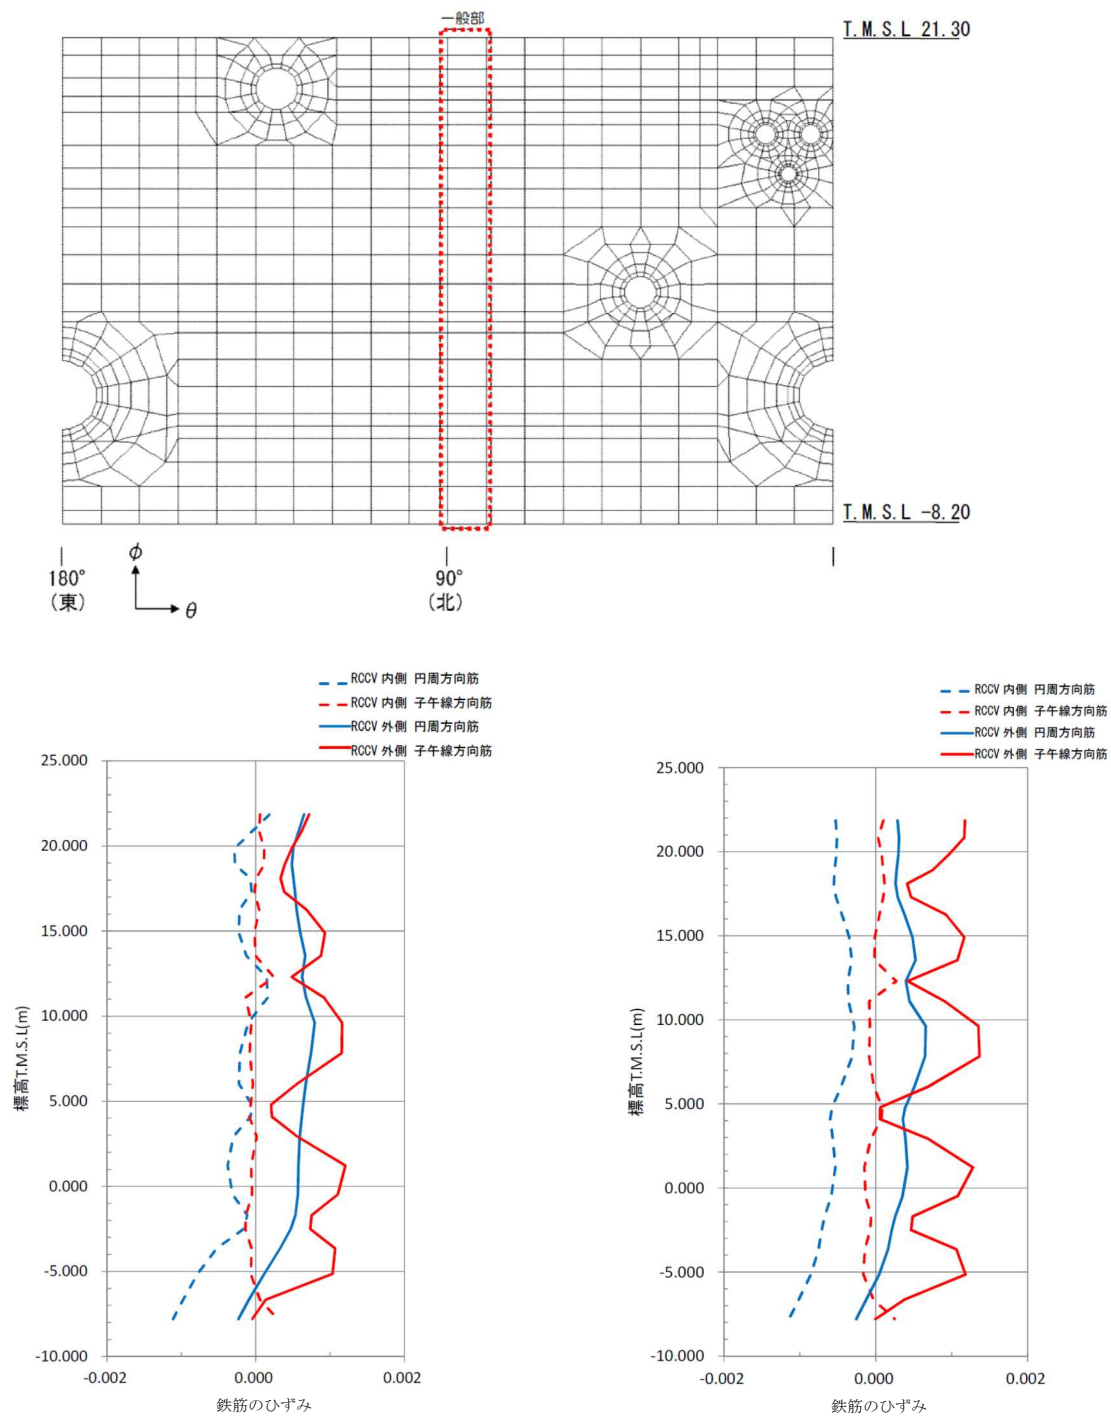 一般部
T.M.S.L 21.30
T.M.S.L -8.20
180°
(東)
φ
θ
90°
(北)
RCCV 内側 円周方向筋
RCCV 内側 子午線方向筋
RCCV 外側 円周方向筋
RCCV 外側 子午線方向筋
25.000
20.000
15.000
10.000
5.000
0.000
-5.000
-10.000
標高T.M.S.L(m)
-0.002
0.000
0.002
鉄筋のひずみ
RCCV 内側 円周方向筋
RCCV 内側 子午線方向筋
RCCV 外側 円周方向筋
RCCV 外側 子午線方向筋
25.000
20.000
15.000
10.000
5.000
0.000
-5.000
-10.000
標高T.M.S.L(m)
-0.002
0.000
0.002
鉄筋のひずみ